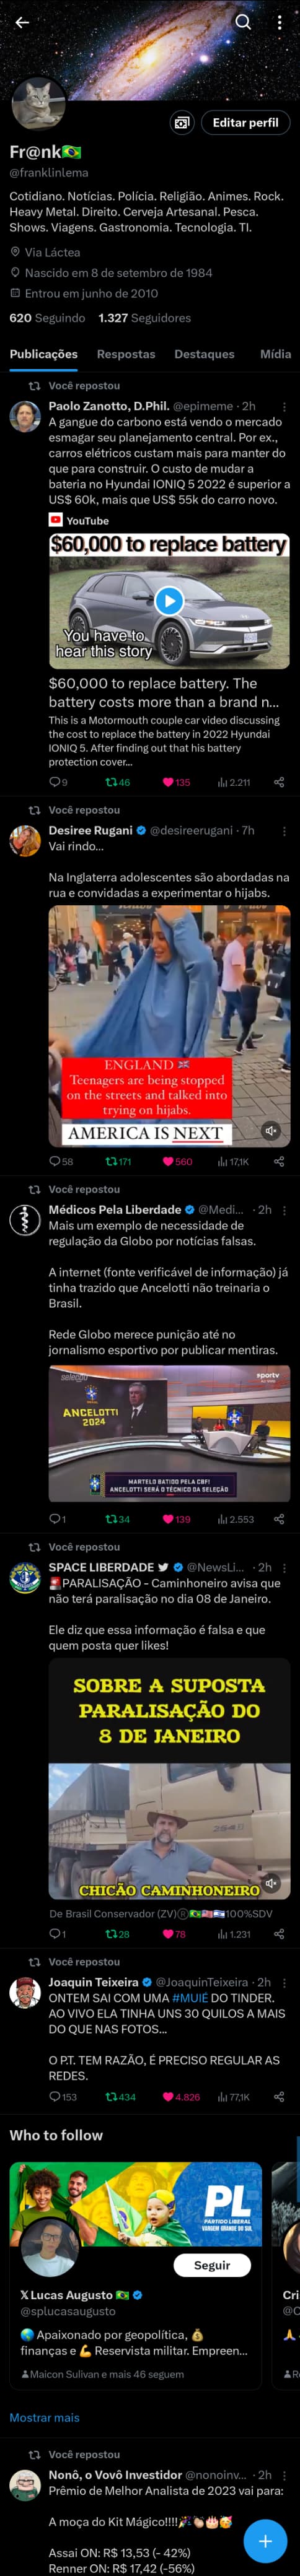 Editar perfil
Fr@nk
@franklinlema
Cotidiano. Notícias. Polícia. Religião. Animes. Rock.
Heavy Metal. Direito. Cerveja Artesanal. Pesca.
Shows. Viagens. Gastronomia. Tecnologia. TI.
Via Láctea
Nascido em 8 de setembro de 1984
Entrou em junho de 2010
620 Seguindo 1.327 Seguidores
Publicações Respostas Destaques Mídia
Você repostou
Paolo Zanotto, D.Phil. @epimeme · 2h
A gangue do carbono está vendo o mercado
esmagar seu planejamento central. Por ex.,
carros elétricos custam mais para manter do
que para construir. O custo de mudar a
bateria no Hyundai IONIQ 5 2022 é superior a
US$ 60k, mais que US$ 55k do carro novo.
YouTube
$60,000 to replace battery
You have to
hear this story
$60,000 to replace battery. The
battery costs more than a brand n...
This is a Motormouth couple car video discussing
the cost to replace the battery in 2022 Hyundai
IONIQ 5. After finding out that his battery
protection cover...
9 46 135 2.211
Você repostou
Desiree Rugani @desireerugani · 7h
Vai rindo...
Na Inglaterra adolescentes são abordadas na
rua e convidadas a experimentar o hijabs.
ENGLAND
Teenagers are being stopped
on the streets and talked into
trying on hijabs.
AMERICA IS NEXT
58 171 560 17,1K
Você repostou
Médicos Pela Liberdade @Medi... · 2h
Mais um exemplo de necessidade de
regulação da Globo por notícias falsas.
A internet (fonte verificável de informação) já
tinha trazido que Ancelotti não treinaria o
Brasil.
Rede Globo merece punição até no
jornalismo esportivo por publicar mentiras.
seleção
sportv
ANCELOTTI
2024
MARTELO BATIDO PELA CBF!
ANCELOTTI SERÁ O TÉCNICO DA SELEÇÃO
1 34 139 2.553
Você repostou
SPACE LIBERDADE @NewsLi... · 2h
PARALISAÇÃO - Caminhoneiro avisa que
não terá paralisação no dia 08 de Janeiro.
Ele diz que essa informação é falsa e que
quem posta quer likes!
SOBRE A SUPOSTA
PARALISAÇÃO DO
8 DE JANEIRO
CHICÃO CAMINHONEIRO
De Brasil Conservador (ZV)® 100%SDV
1 28 78 1.231
Você repostou
Joaquin Teixeira @JoaquinTeixeira · 2h
ONTEM SAI COM UMA #MUIÉ DO TINDER.
AO VIVO ELA TINHA UNS 30 QUILOS A MAIS
DO QUE NAS FOTOS...
O P.T. TEM RAZÃO, É PRECISO REGULAR AS
REDES.
153 434 4.826 77,1K
Who to follow
PL
PARTIDO LIBERAL
VARGEM GRANDE DO SUL
Seguir
X Lucas Augusto
@splucasaugusto
Apaixonado por geopolítica,
finanças e Reservista militar. Empreen...
Maicon Sulivan e mais 46 seguem
Cri
Mostrar mais
Você repostou
Nonô, o Vovô Investidor @nonoinv... · 2h
Prêmio de Melhor Analista de 2023 vai para:
A moça do Kit Mágico!!!!
Assai ON: R$ 13,53 (- 42%)
Renner ON: R$ 17,42 (-56%)